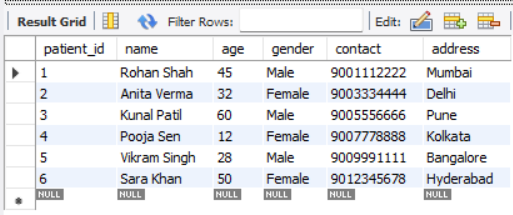 Result Grid Filter Rows: Edit:
patient_id name age gender contact address
1 Rohan Shah 45 Male 9001112222 Mumbai
2 Anita Verma 32 Female 9003334444 Delhi
3 Kunal Patil 60 Male 9005556666 Pune
4 Pooja Sen 12 Female 9007778888 Kolkata
5 Vikram Singh 28 Male 9009991111 Bangalore
6 Sara Khan 50 Female 9012345678 Hyderabad
NULL NULL NULL NULL NULL NULL